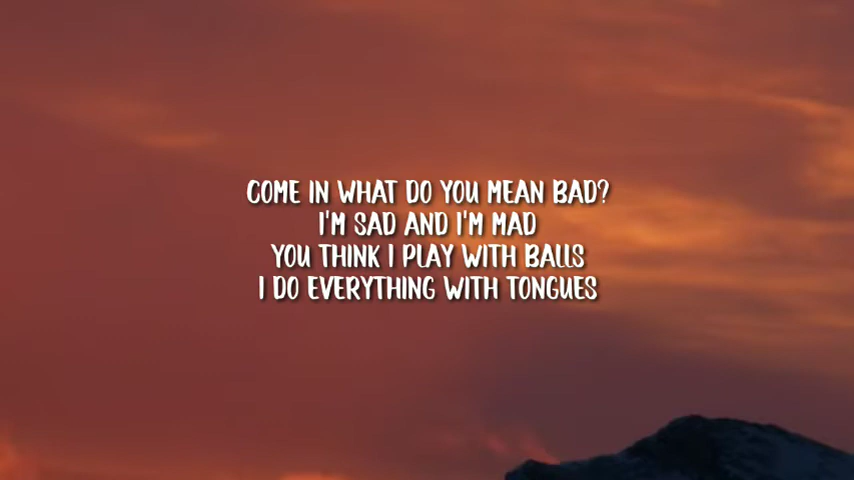 COME IN WHAT DO YOU MEAN BAD?
I'M SAD AND I'M MAD
YOU THINK I PLAY WITH BALLS
I DO EVERYTHING WITH TONGUES